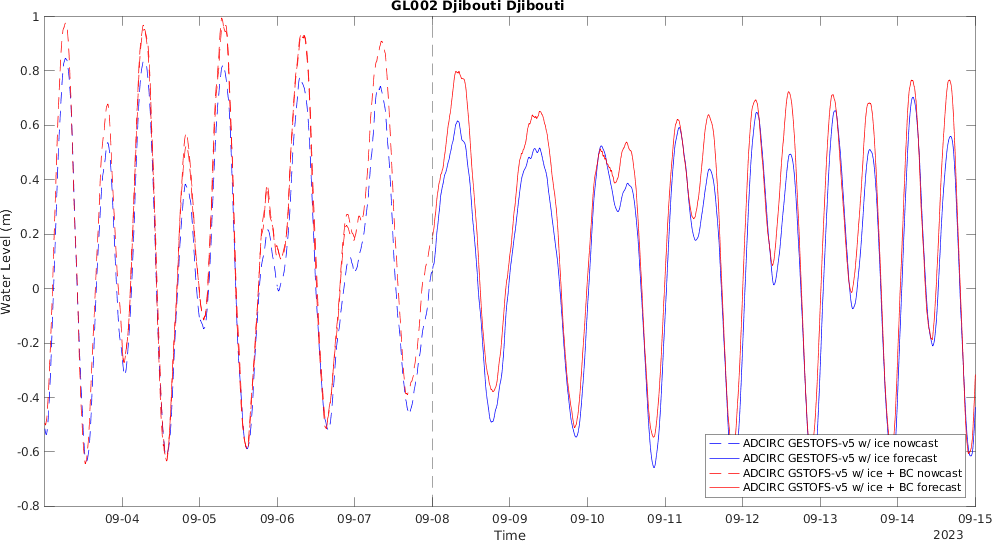 GL002 Djibouti Djibouti
Water Level (m)
1
0.8
0.6
0.4
0.2
0
-0.2
-0.4
-0.6
-0.8
ADCIRC GESTOFS-v5 w/ ice nowcast
ADCIRC GESTOFS-v5 w/ ice forecast
ADCIRC GSTOFS-v5 w/ ice + BC nowcast
ADCIRC GSTOFS-v5 w/ ice + BC forecast
09-04 09-05 09-06 09-07 09-08 09-09 09-10 09-11 09-12 09-13 09-14 09-15
Time
2023